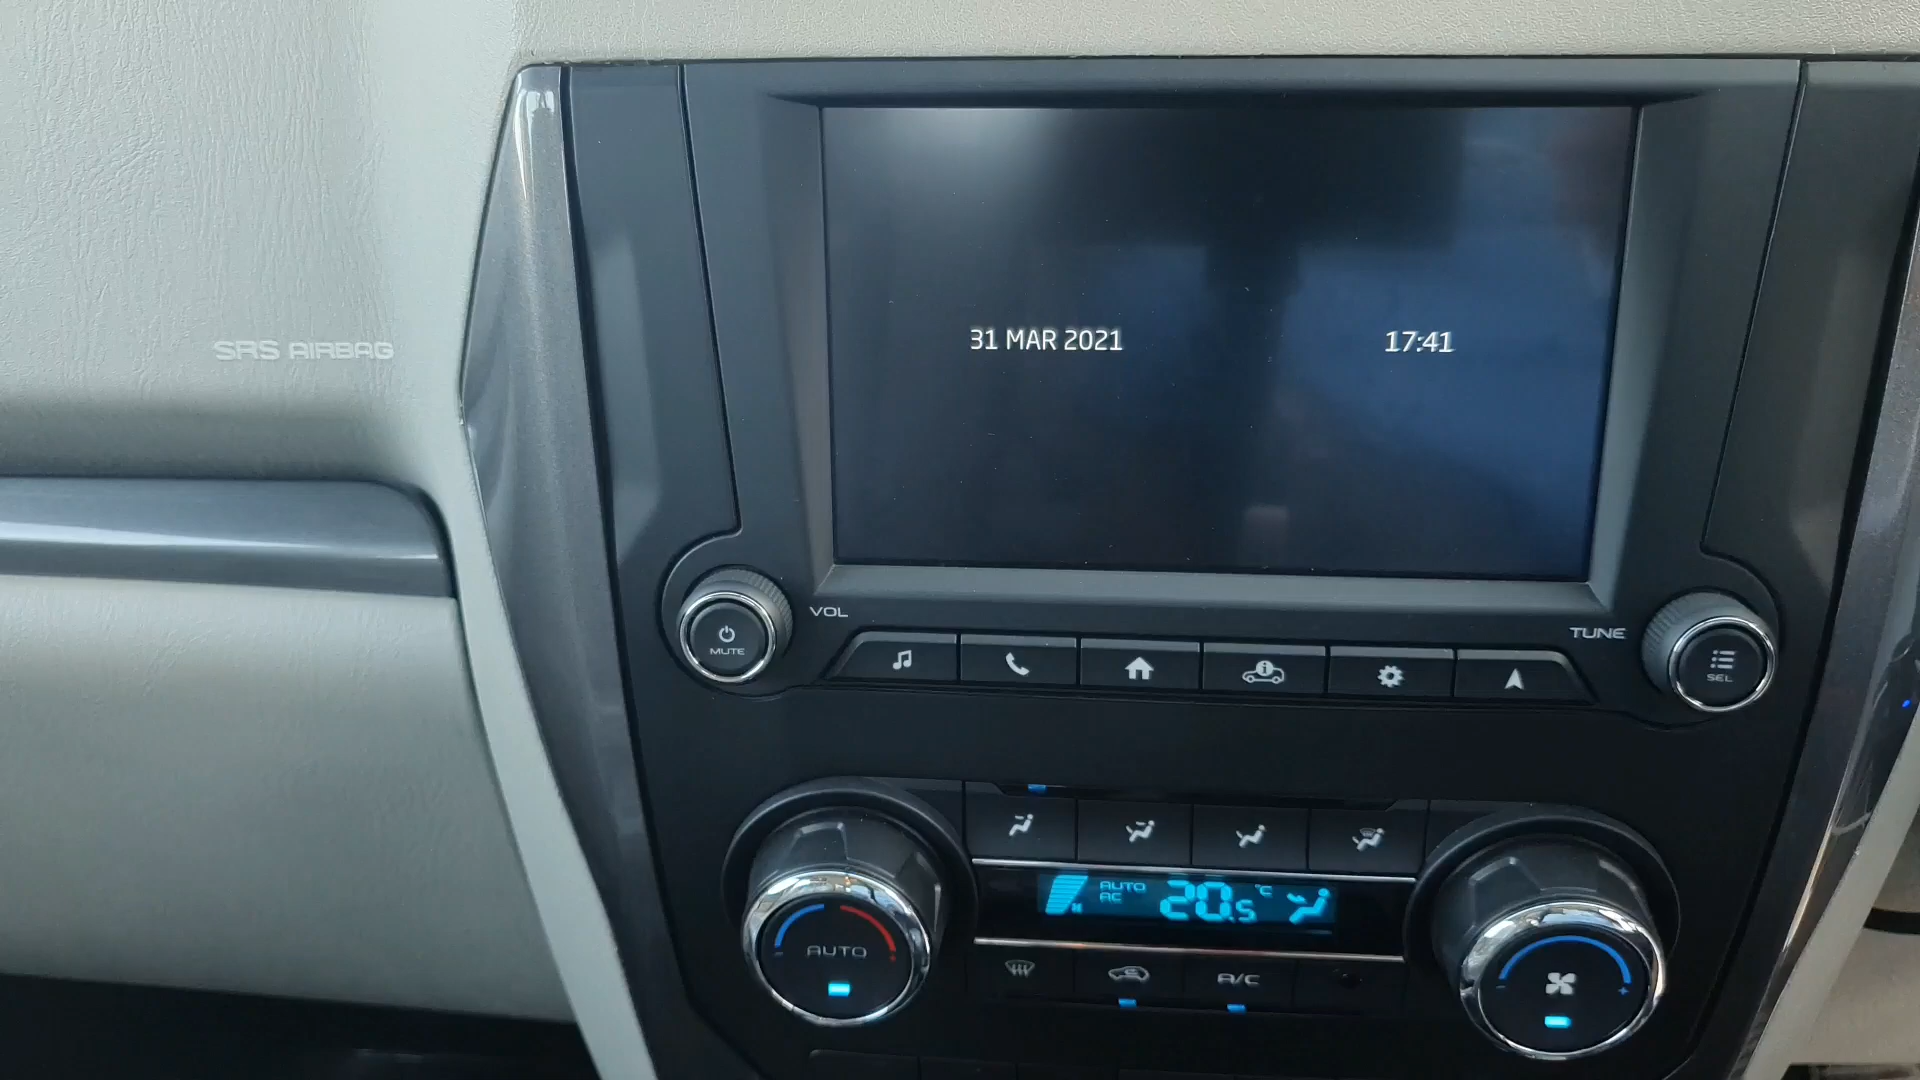 31 MAR 2021
17:41
SRS AIRBAG
VOL
TUNE
MUTE
SEL
AUTO
AC
20.5 °C
AUTO
A/C